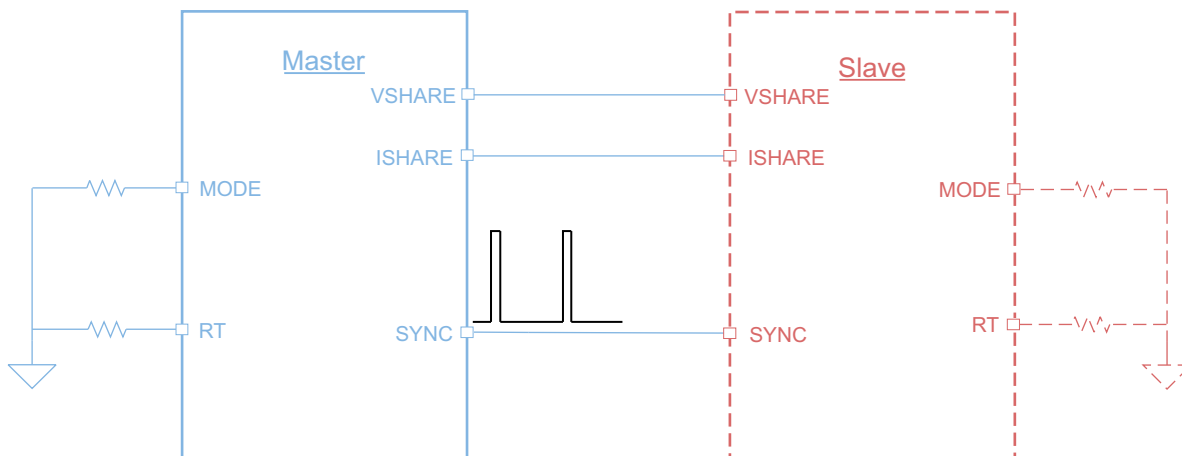 Master
VSHARE
ISHARE
MODE
RT
SYNC
Slave
VSHARE
ISHARE
MODE
RT
SYNC